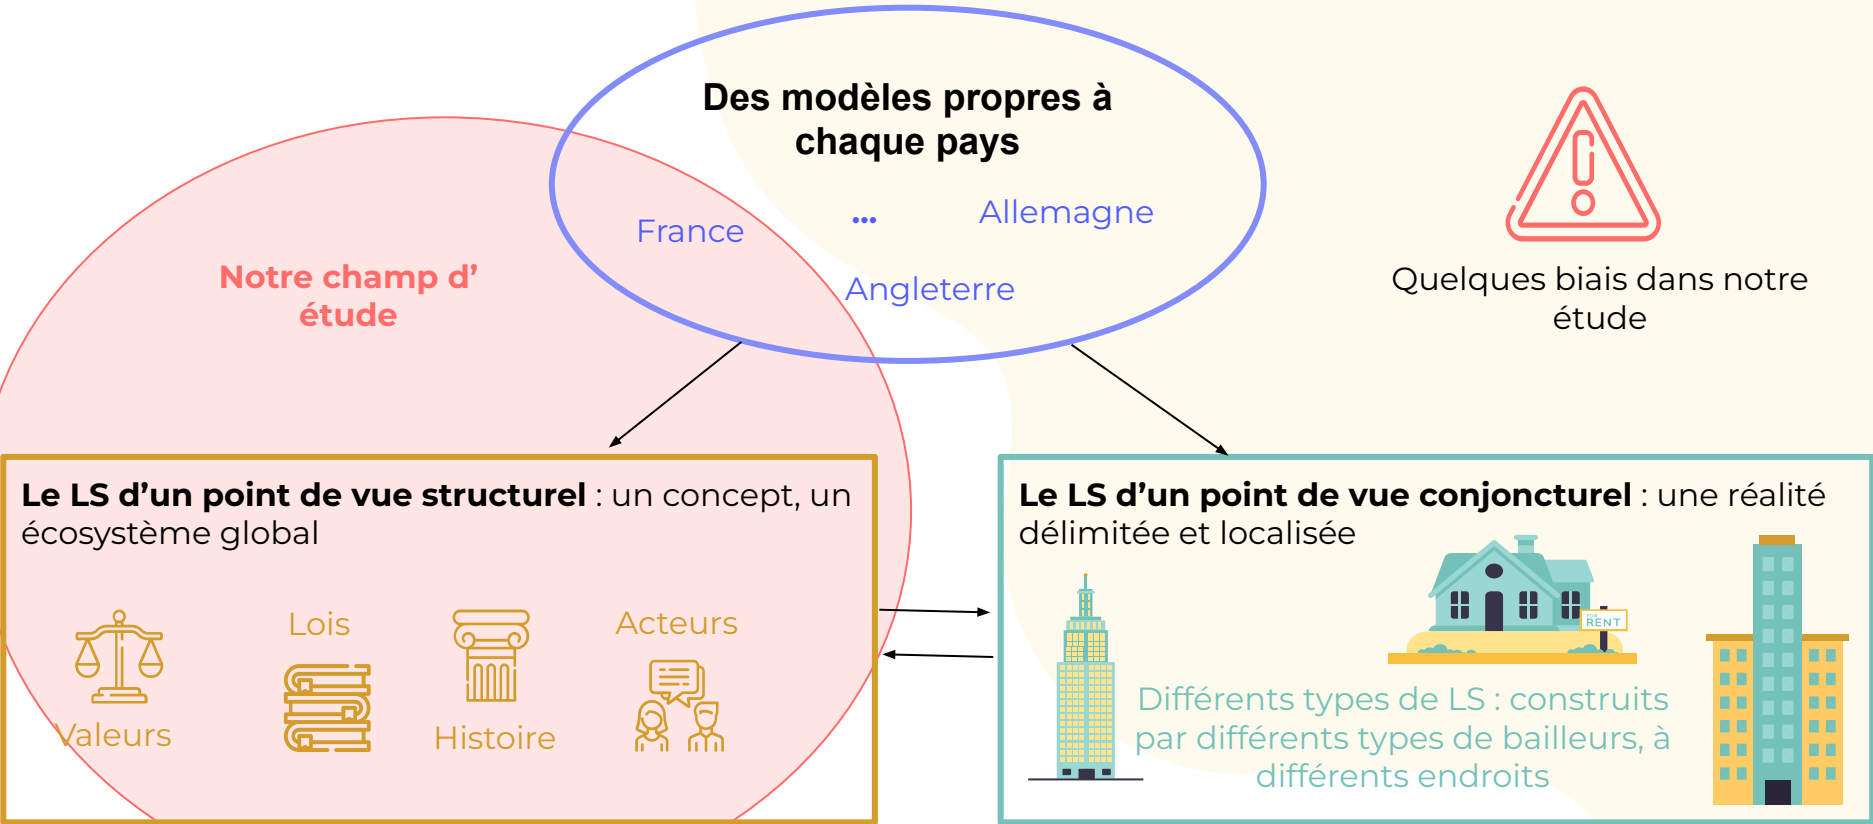 Des modèles propres à
chaque pays
France
...
Allemagne
Angleterre
Notre champ d’
étude
Quelques biais dans notre
étude
Le LS d’un point de vue structurel : un concept, un
écosystème global
Valeurs
Lois
Histoire
Acteurs
Le LS d’un point de vue conjoncturel : une réalité
délimitée et localisée
FOR
RENT
Différents types de LS : construits
par différents types de bailleurs, à
différents endroits